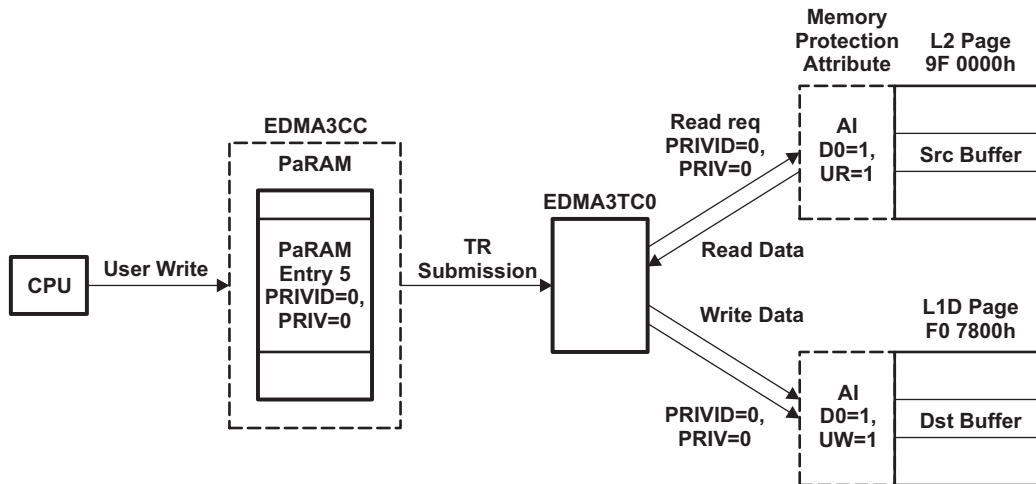 Memory
Protection
Attribute
L2 Page
9F 0000h
EDMA3CC
PaRAM
PaRAM
Entry 5
PRIVID=0,
PRIV=0
CPU
User Write
TR
Submission
EDMA3TC0
Read req
PRIVID=0,
PRIV=0
AI
D0=1,
UR=1
Src Buffer
Read Data
Write Data
L1D Page
F0 7800h
PRIVID=0,
PRIV=0
AI
D0=1,
UW=1
Dst Buffer